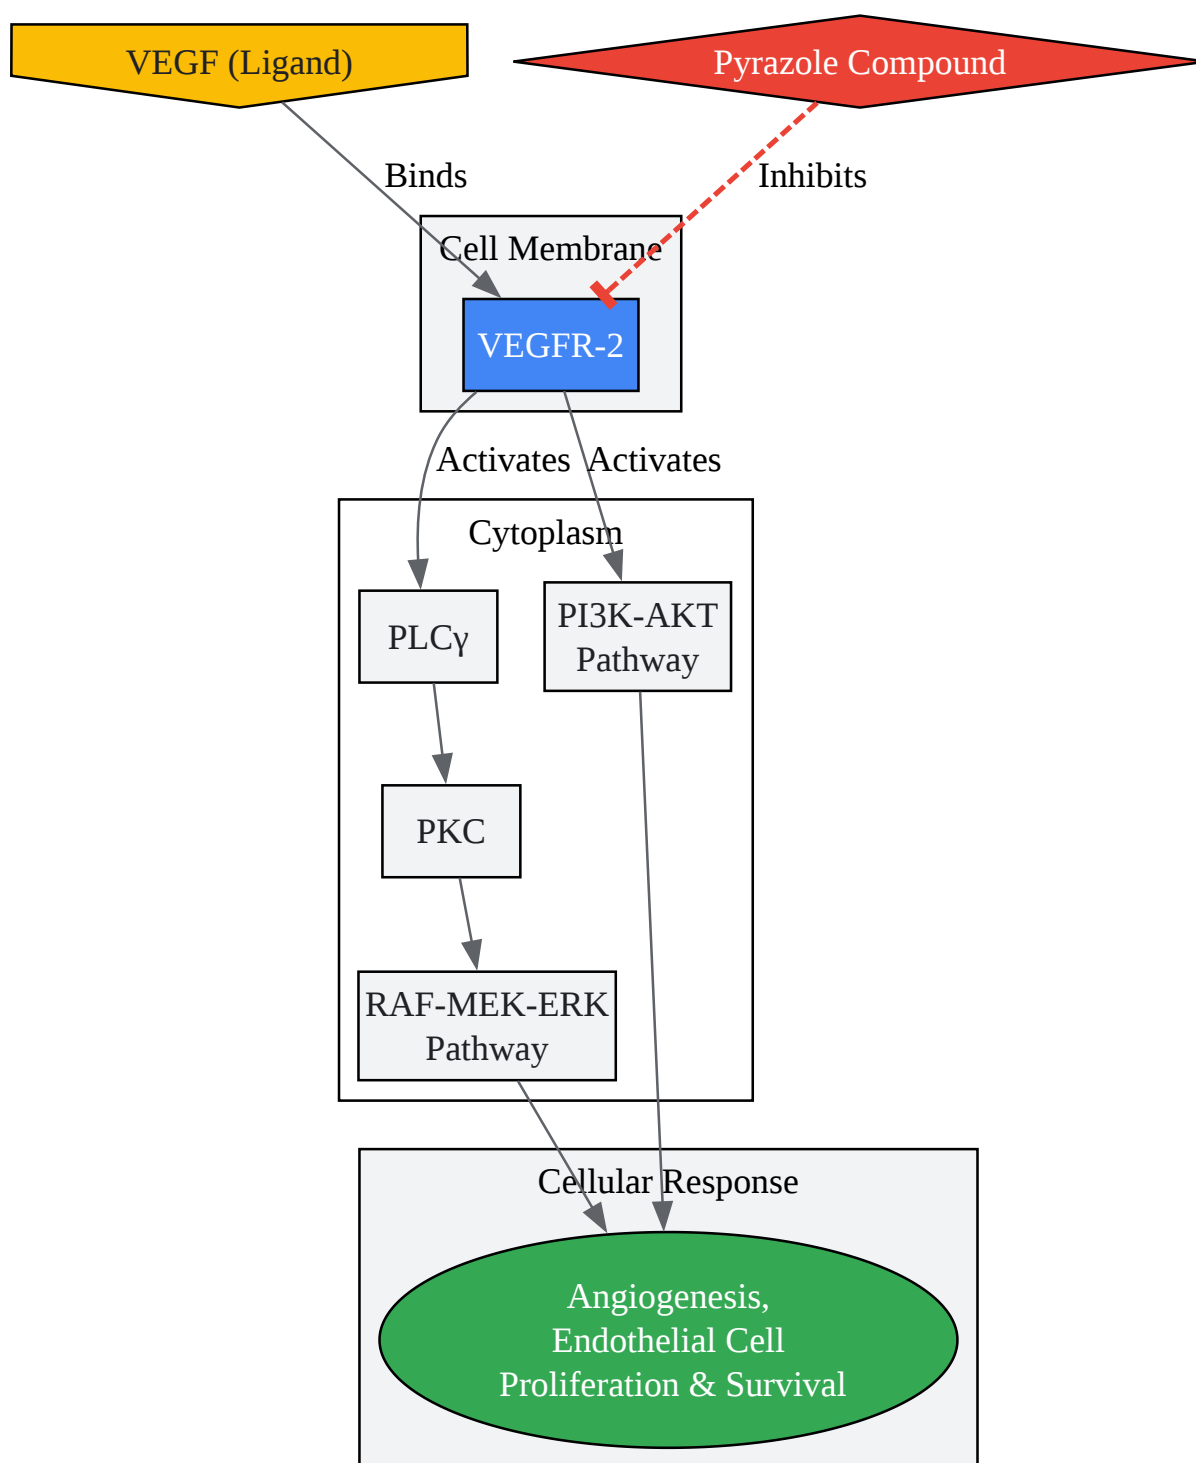 VEGF (Ligand)
Pyrazole Compound
Binds
Inhibits
Cell Membrane
VEGFR-2
Activates
Activates
Cytoplasm
PLCγ
PI3K-AKT
Pathway
PKC
RAF-MEK-ERK
Pathway
Cellular Response
Angiogenesis,
Endothelial Cell
Proliferation & Survival